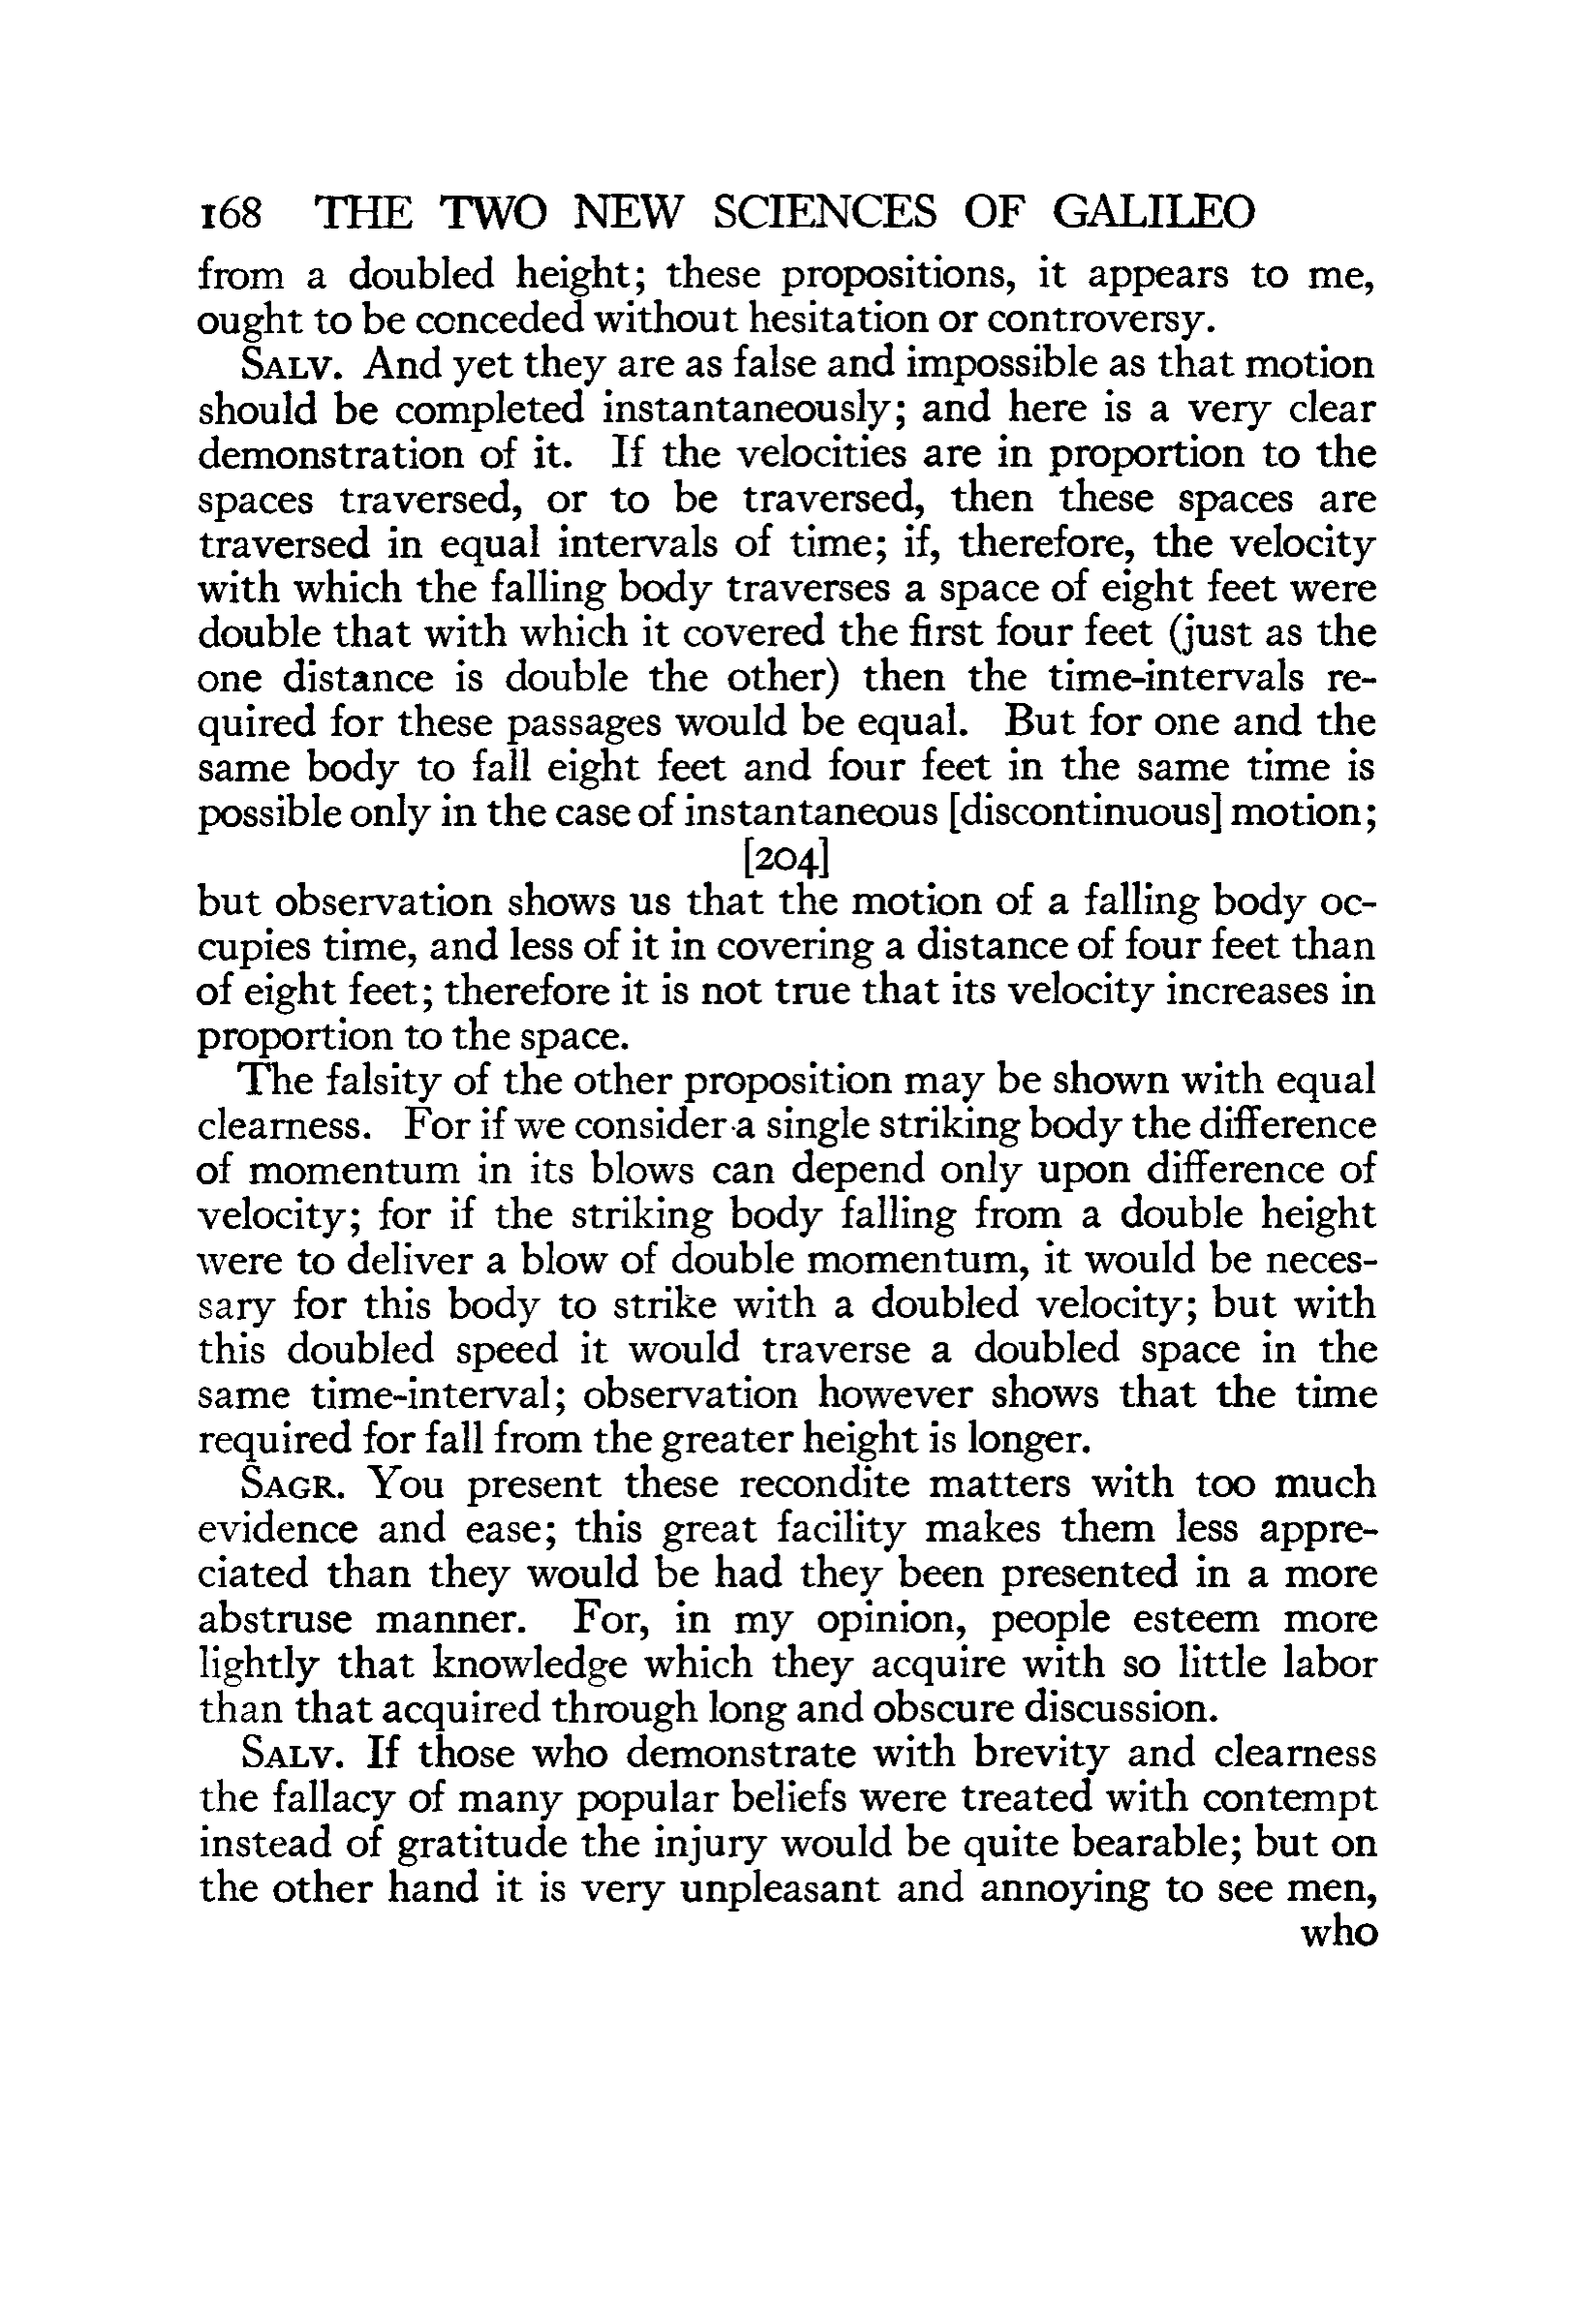 168 THE TWO NEW SCIENCES OF GALILEO
from a doubled height; these propositions, it appears to me,
ought to be conceded without hesitation or controversy.
SALV. And yet they are as false and impossible as that motion
should be completed instantaneously; and here is a very clear
demonstration of it. If the velocities are in proportion to the
spaces traversed, or to be traversed, then these spaces are
traversed in equal intervals of time; if, therefore, the velocity
with which the falling body traverses a space of eight feet were
double that with which it covered the first four feet (just as the
one distance is double the other) then the time-intervals re-
quired for these passages would be equal. But for one and the
same body to fall eight feet and four feet in the same time is
possible only in the case of instantaneous [discontinuous] motion;
[204]
but observation shows us that the motion of a falling body oc-
cupies time, and less of it in covering a distance of four feet than
of eight feet; therefore it is not true that its velocity increases in
proportion to the space.
The falsity of the other proposition may be shown with equal
clearness. For if we consider a single striking body the difference
of momentum in its blows can depend only upon difference of
velocity; for if the striking body falling from a double height
were to deliver a blow of double momentum, it would be neces-
sary for this body to strike with a doubled velocity; but with
this doubled speed it would traverse a doubled space in the
same time-interval; observation however shows that the time
required for fall from the greater height is longer.
SAGR. You present these recondite matters with too much
evidence and ease; this great facility makes them less appre-
ciated than they would be had they been presented in a more
abstruse manner. For, in my opinion, people esteem more
lightly that knowledge which they acquire with so little labor
than that acquired through long and obscure discussion.
SALV. If those who demonstrate with brevity and clearness
the fallacy of many popular beliefs were treated with contempt
instead of gratitude the injury would be quite bearable; but on
the other hand it is very unpleasant and annoying to see men,
who